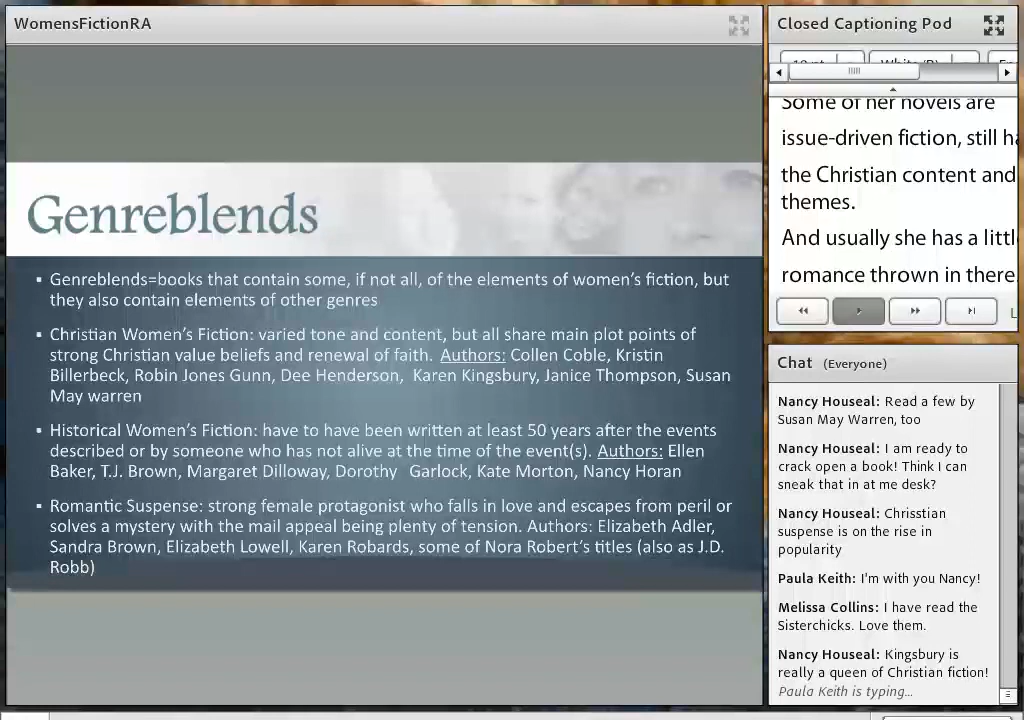 WomensFictionRA
Genreblends
▪ Genreblends=books that contain some, if not all, of the elements of women's fiction, but
they also contain elements of other genres
▪ Christian Women's Fiction: varied tone and content, but all share main plot points of
strong Christian value beliefs and renewal of faith. Authors: Collen Coble, Kristin
Billerbeck, Robin Jones Gunn, Dee Henderson, Karen Kingsbury, Janice Thompson, Susan
May warren
▪ Historical Women's Fiction: have to have been written at least 50 years after the events
described or by someone who has not alive at the time of the event(s). Authors: Ellen
Baker, T.J. Brown, Margaret Dilloway, Dorothy Garlock, Kate Morton, Nancy Horan
▪ Romantic Suspense: strong female protagonist who falls in love and escapes from peril or
solves a mystery with the mail appeal being plenty of tension. Authors: Elizabeth Adler,
Sandra Brown, Elizabeth Lowell, Karen Robards, some of Nora Robert's titles (also as J.D.
Robb)
Closed Captioning Pod
Some of her novels are
issue-driven fiction, still ha
the Christian content and
themes.
And usually she has a littl
romance thrown in there.
Chat (Everyone)
Nancy Houseal: Read a few by
Susan May Warren, too
Nancy Houseal: I am ready to
crack open a book! Think I can
sneak that in at me desk?
Nancy Houseal: Chrisstian
suspense is on the rise in
popularity
Paula Keith: I'm with you Nancy!
Melissa Collins: I have read the
Sisterchicks. Love them.
Nancy Houseal: Kingsbury is
really a queen of Christian fiction!
Paula Keith is typing...